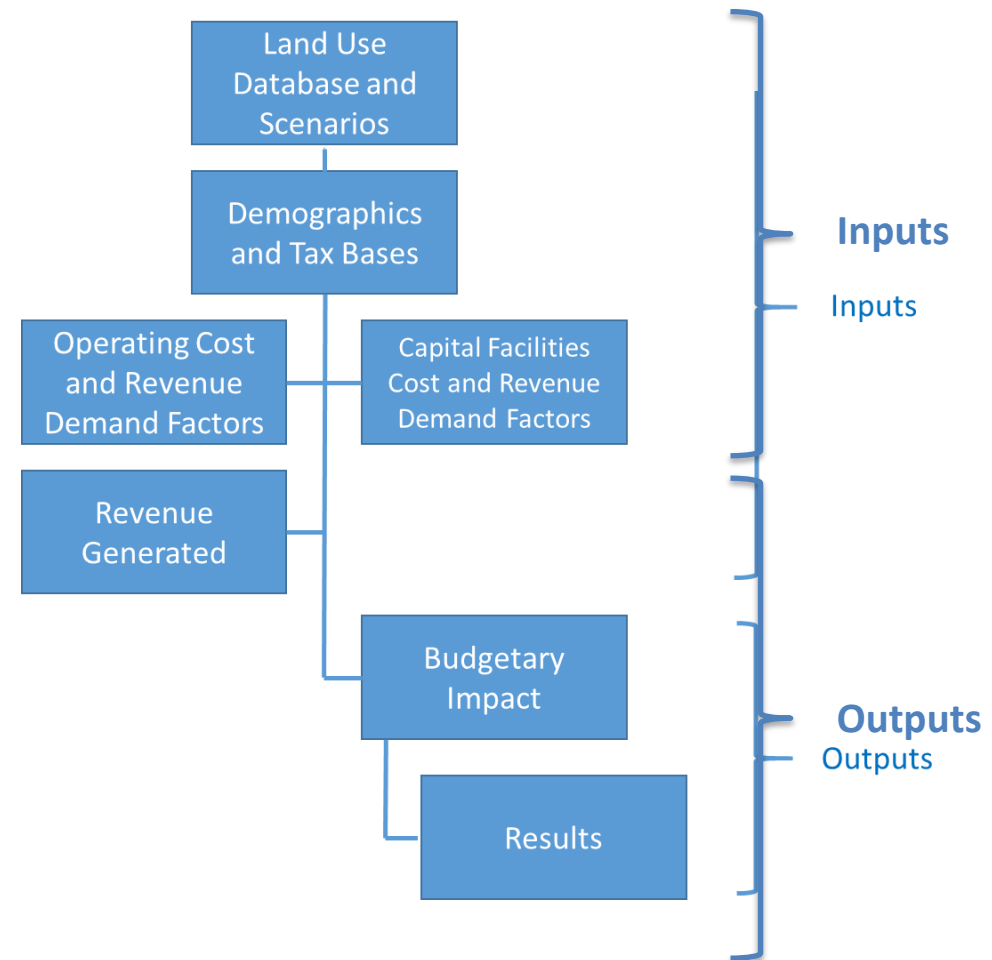 Land Use
Database and
Scenarios
Demographics
and Tax Bases
Inputs
Inputs
Operating Cost
and Revenue
Demand Factors
Capital Facilities
Cost and Revenue
Demand Factors
Revenue
Generated
Budgetary
Impact
Outputs
Outputs
Results